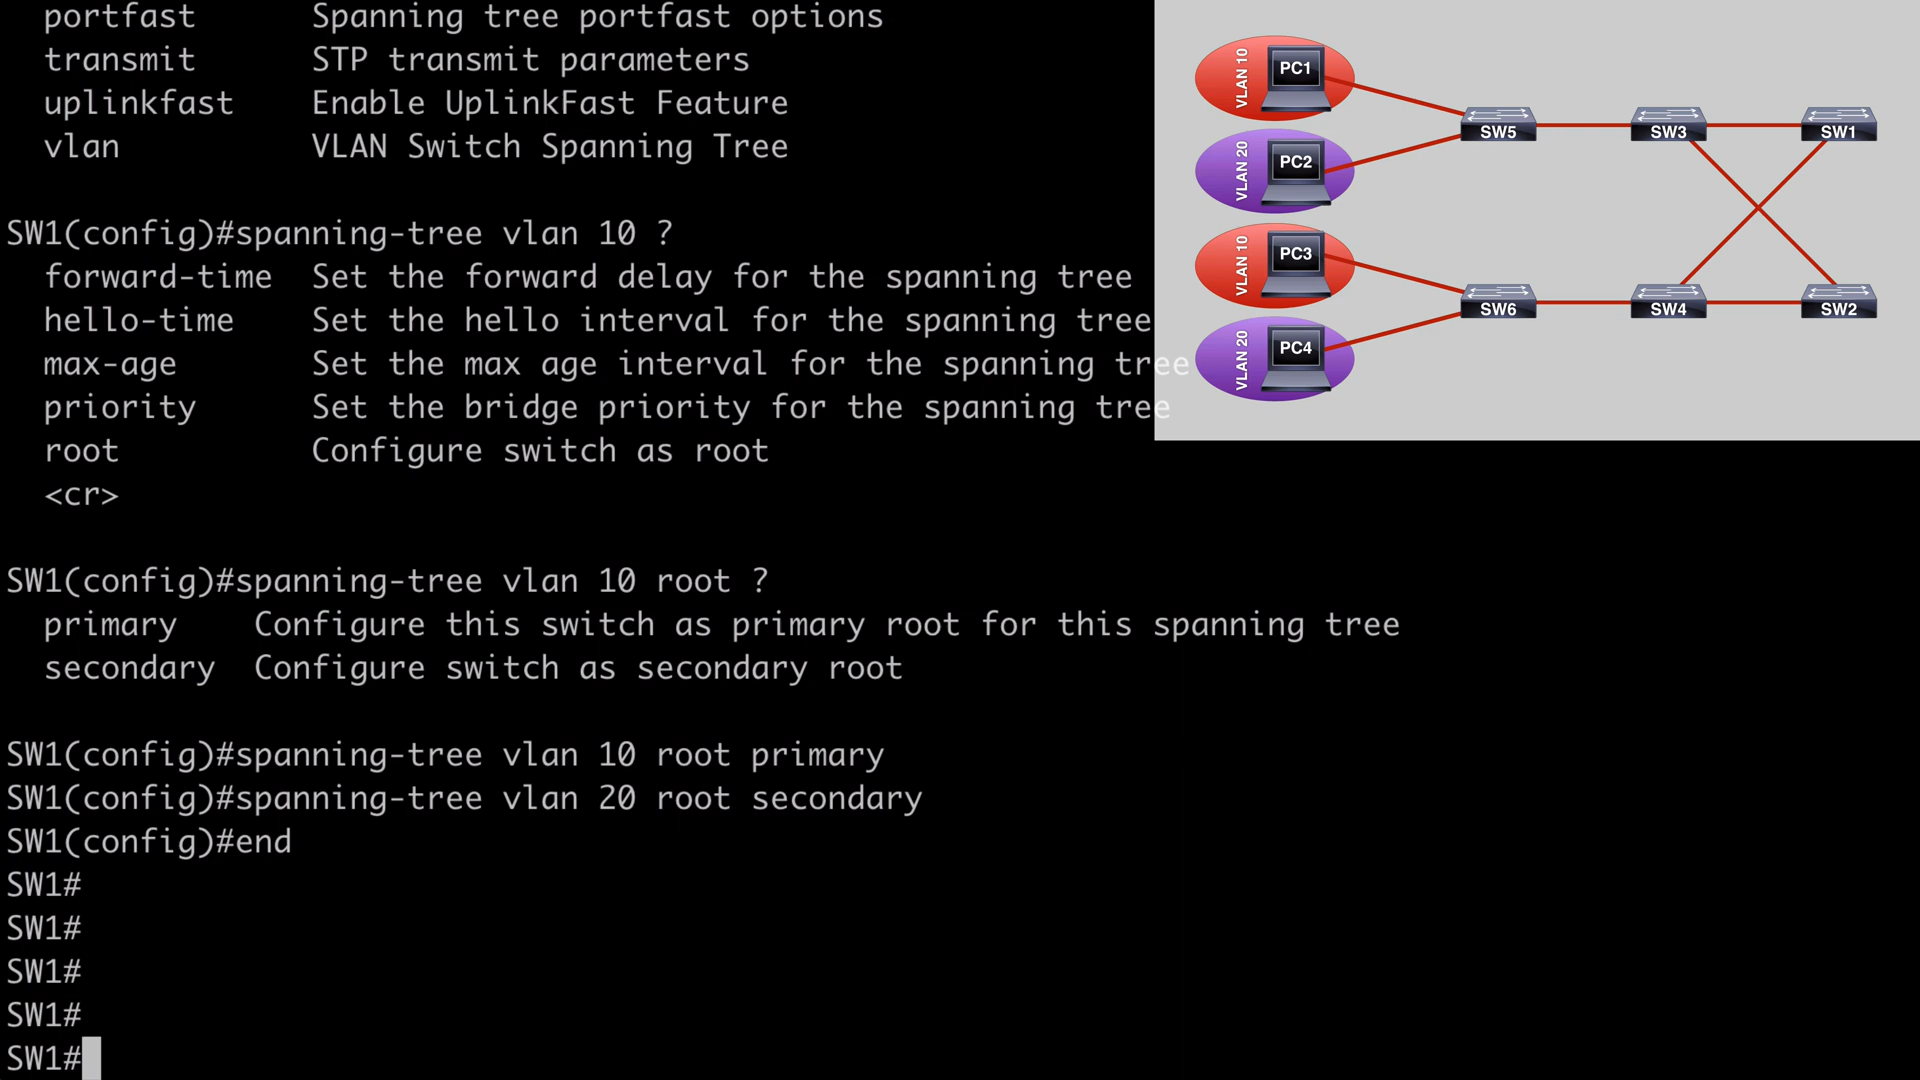 portfast Spanning tree portfast options
transmit STP transmit parameters
uplinkfast Enable UplinkFast Feature
vlan VLAN Switch Spanning Tree
SW1(config)#spanning-tree vlan 10 ?
forward-time Set the forward delay for the spanning tree
hello-time Set the hello interval for the spanning tree
max-age Set the max age interval for the spanning tree
priority Set the bridge priority for the spanning tree
root Configure switch as root
<cr>
SW1(config)#spanning-tree vlan 10 root ?
primary Configure this switch as primary root for this spanning tree
secondary Configure switch as secondary root
SW1(config)#spanning-tree vlan 10 root primary
SW1(config)#spanning-tree vlan 20 root secondary
SW1(config)#end
SW1#
SW1#
SW1#
SW1#
SW1#
VLAN 10
PC1
VLAN 20
PC2
VLAN 10
PC3
VLAN 20
PC4
SW5
SW3
SW1
SW6
SW4
SW2